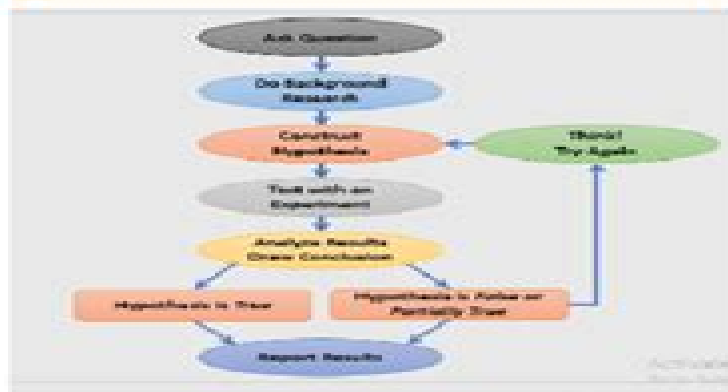 Ask Question
Do Background
Research
Construct
Hypothesis
Think!
Try Again
Test with an
Experiment
Analyze Results
Draw Conclusion
Hypothesis is True
Hypothesis is False or
Partially True
Report Results